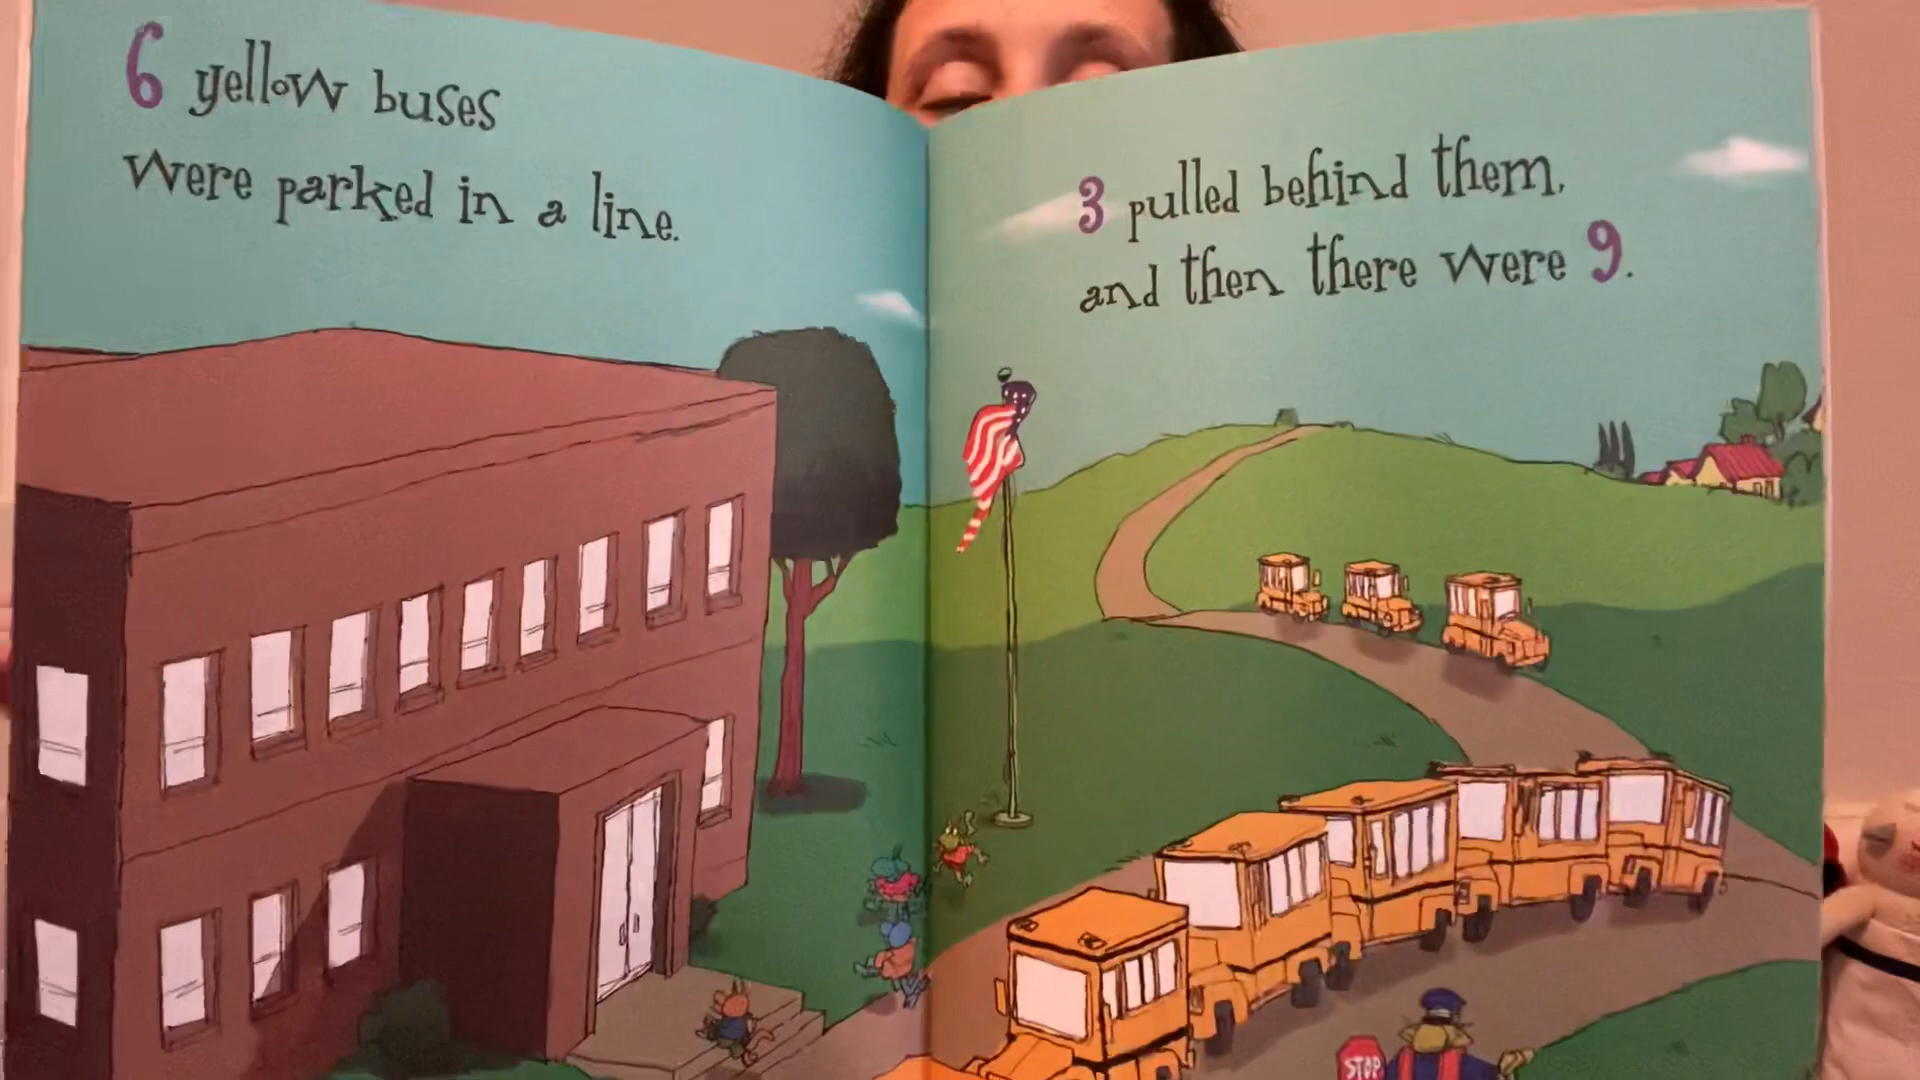 6 yellow buses
were parked in a line.
3 pulled behind them,
and then there were 9.
STOP